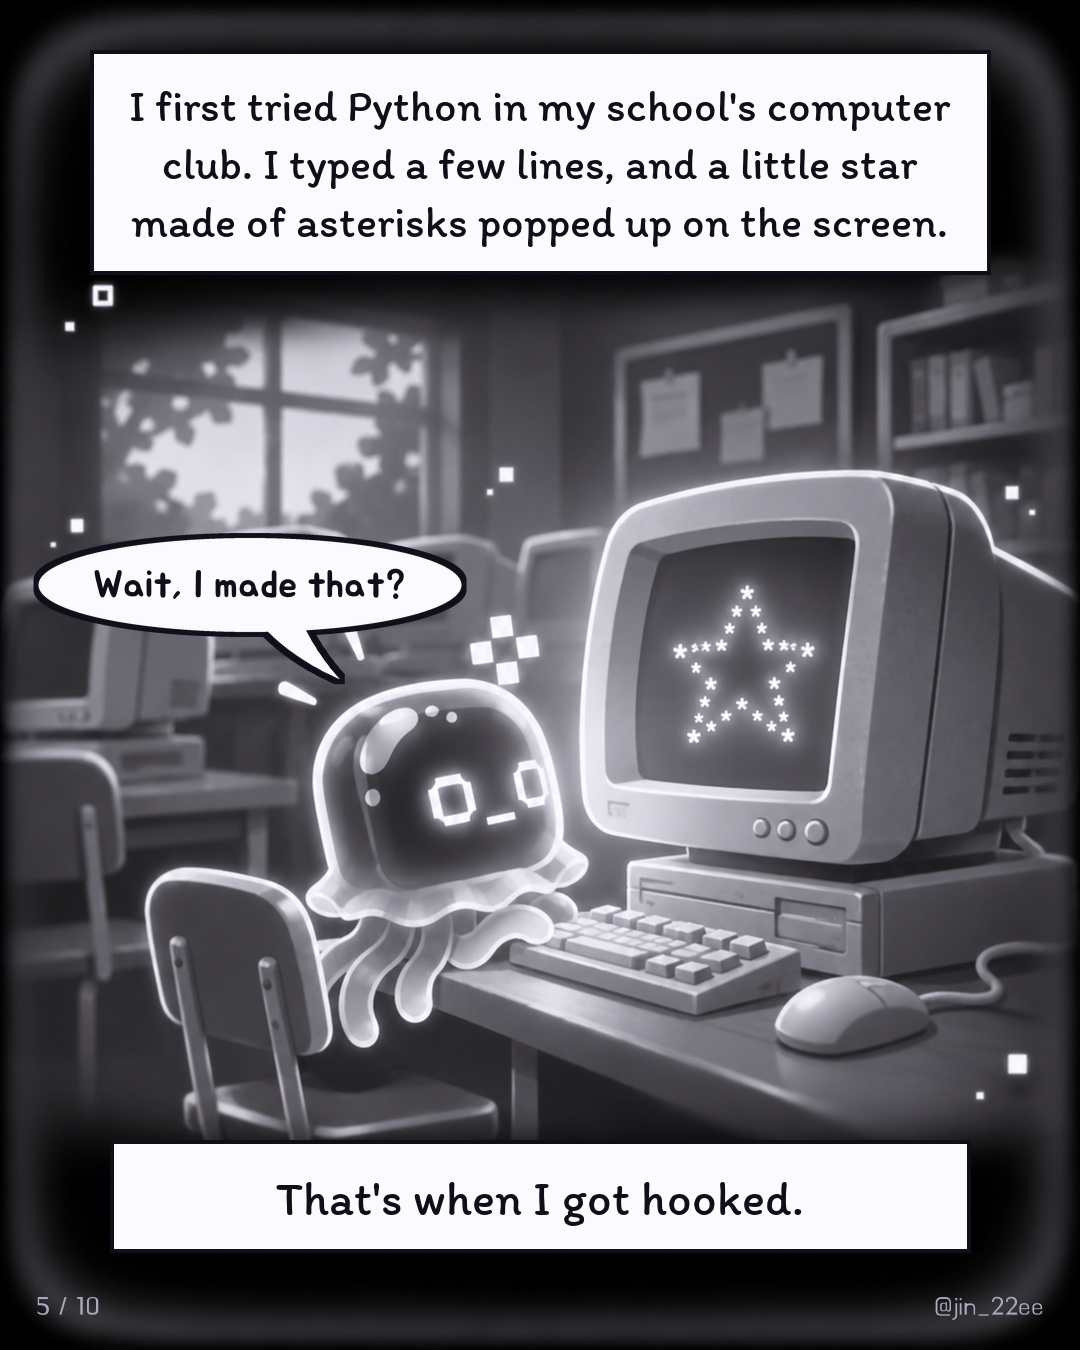 I first tried Python in my school's computer
club. I typed a few lines, and a little star
made of asterisks popped up on the screen.
Wait, I made that?
That's when I got hooked.
5 / 10
@jin_22ee